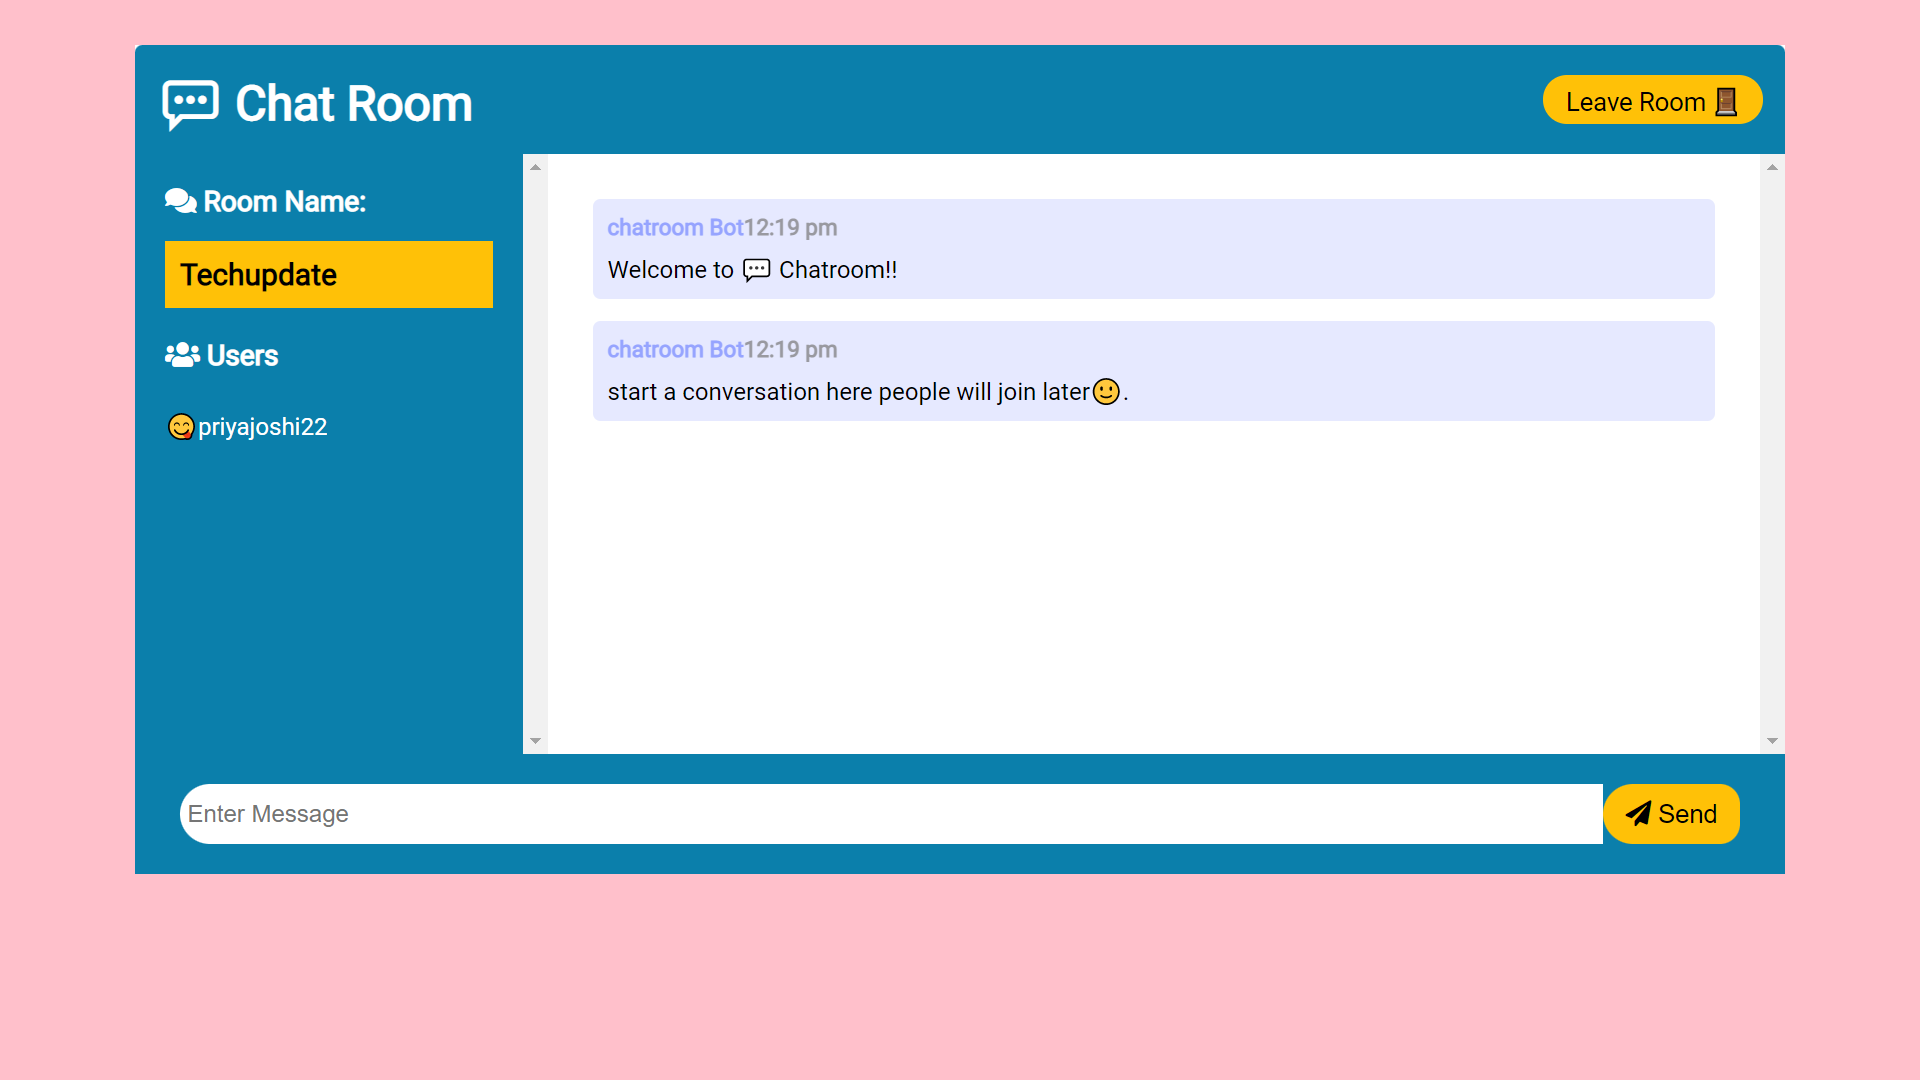 Chat Room
Leave Room 🚪
Room Name:
Techupdate
Users
😋priyajoshi22
chatroom Bot12:19 pm
Welcome to 💬 Chatroom!!
chatroom Bot12:19 pm
start a conversation here people will join later🙂.
Enter Message
Send